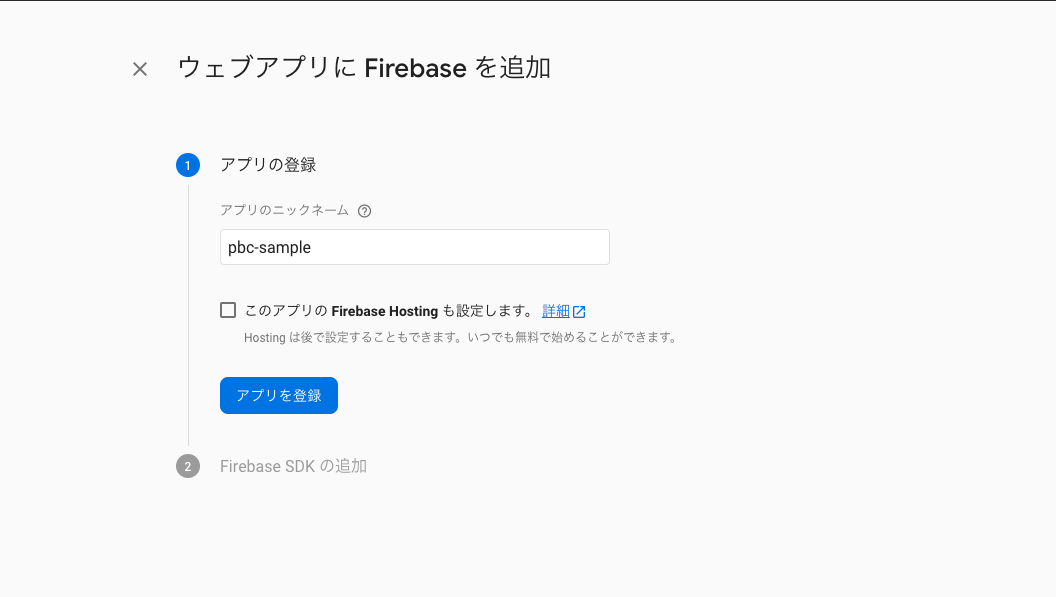 ウェブアプリに Firebase を追加
1 アプリの登録
アプリのニックネーム
pbc-sample
このアプリの Firebase Hosting も設定します。 詳細
Hosting は後で設定することもできます。いつでも無料で始めることができます。
アプリを登録
2 Firebase SDK の追加